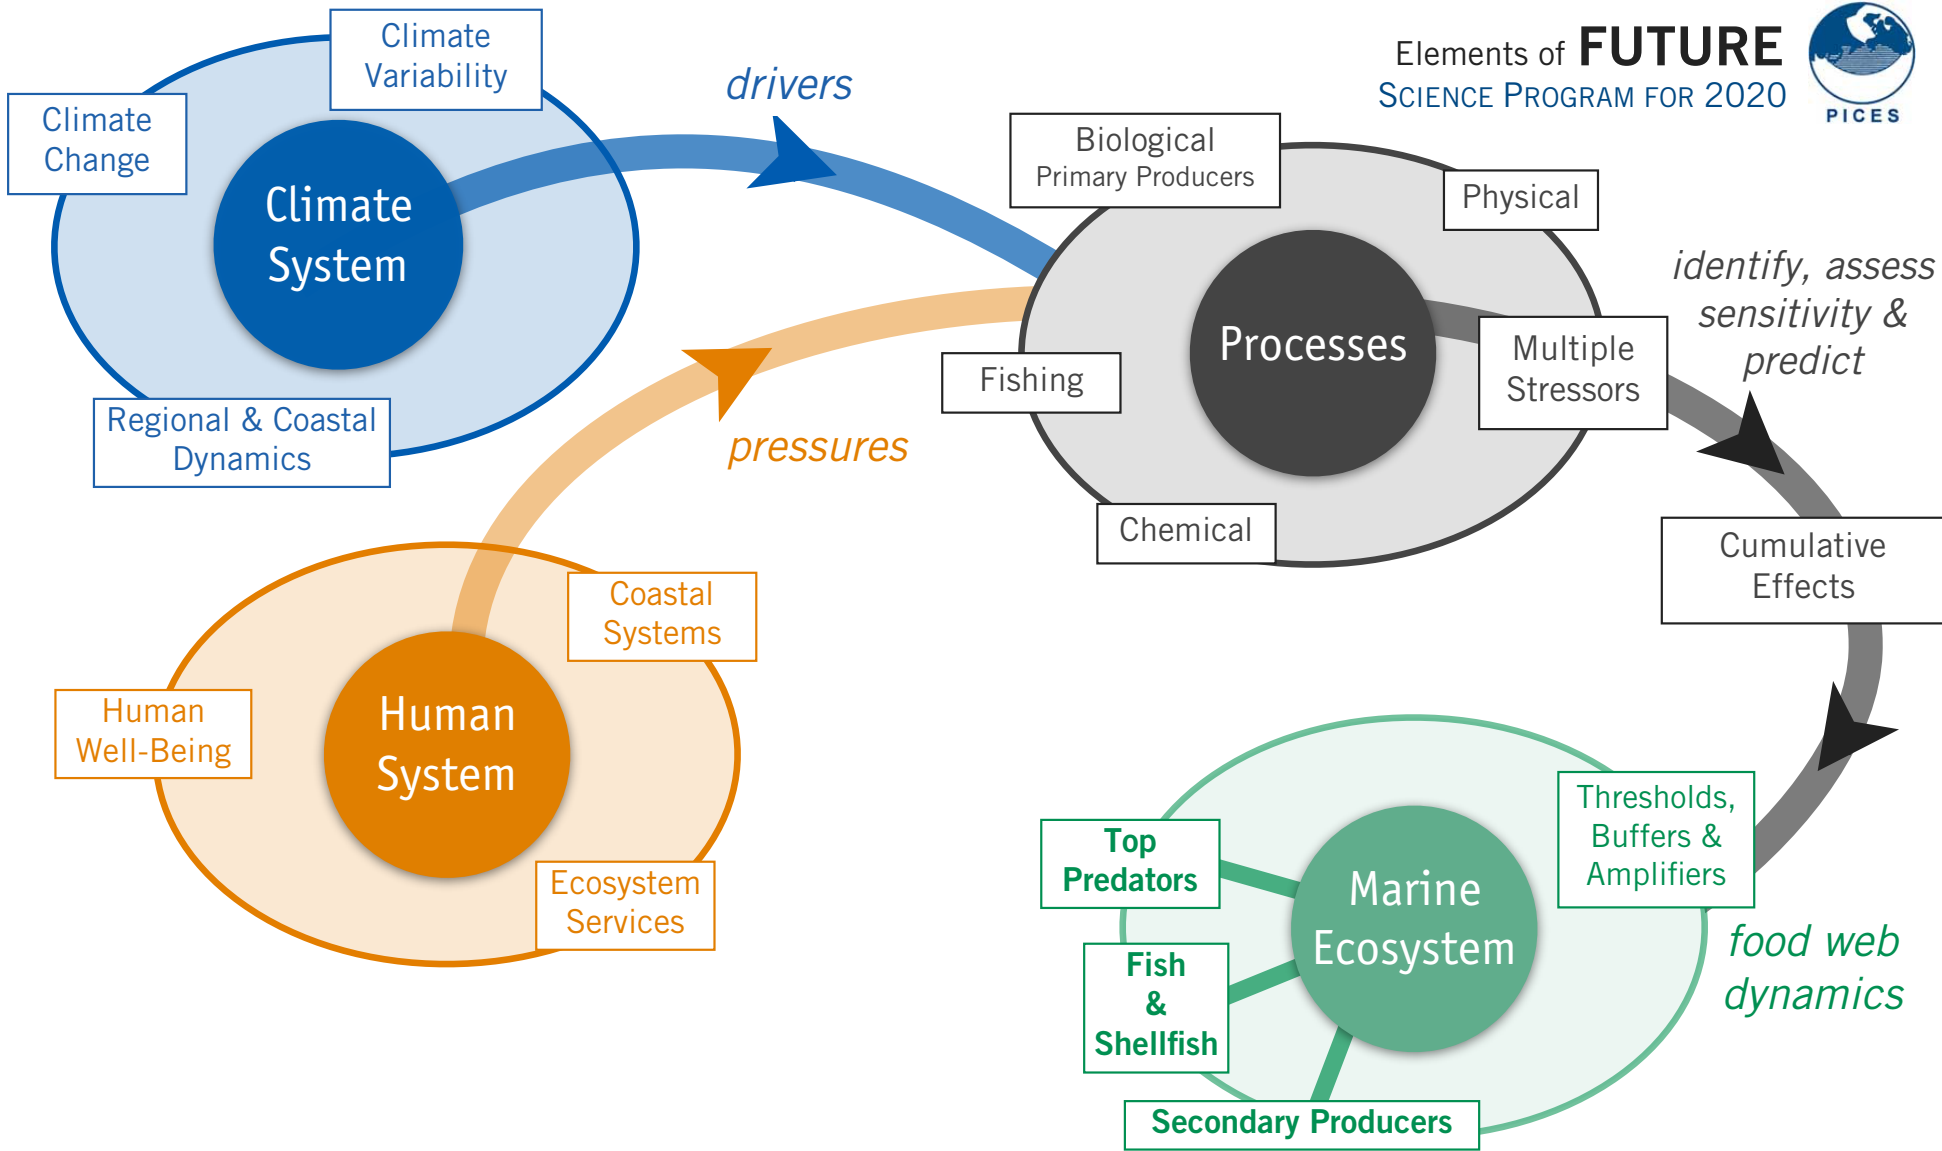 Elements of FUTURE
SCIENCE PROGRAM FOR 2020
PICES
Climate
Variability
Climate
Change
Climate
System
Regional & Coastal
Dynamics
drivers
pressures
Biological
Primary Producers
Physical
Processes
Fishing
Multiple
Stressors
Chemical
identify, assess
sensitivity &
predict
Cumulative
Effects
Coastal
Systems
Human
Well-Being
Human
System
Ecosystem
Services
Thresholds,
Buffers &
Amplifiers
Top
Predators
Marine
Ecosystem
Fish
&
Shellfish
Secondary Producers
food web
dynamics